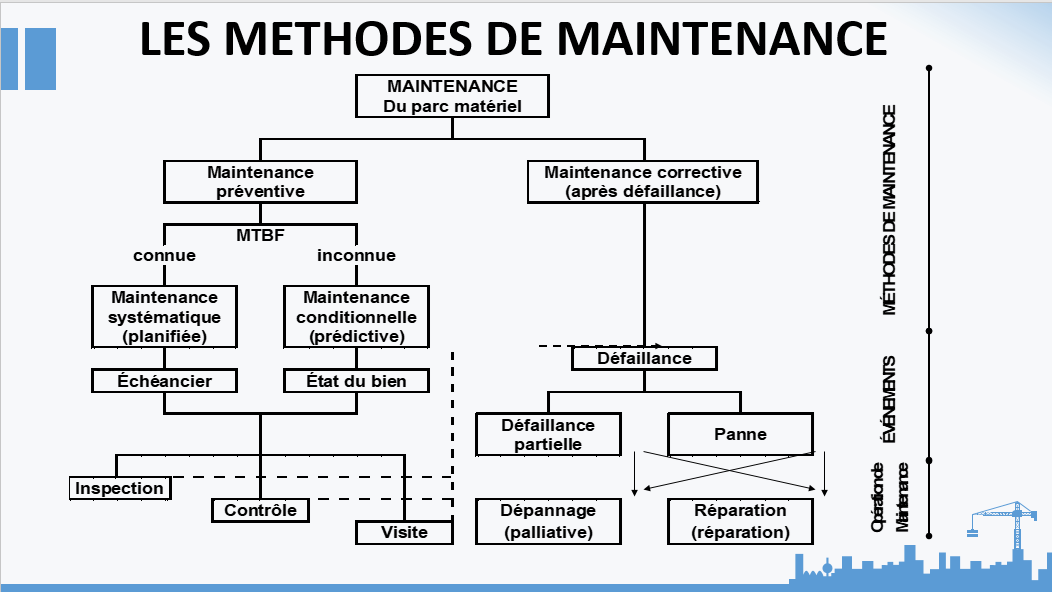 LES METHODES DE MAINTENANCE
MAINTENANCE
Du parc matériel
Maintenance
préventive
Maintenance corrective
(après défaillance)
MTBF
connue
inconnue
Maintenance
systématique
(planifiée)
Maintenance
conditionnelle
(prédictive)
Échéancier
État du bien
Défaillance
Défaillance
partielle
Panne
Inspection
Contrôle
Visite
Dépannage
(palliative)
Réparation
(réparation)
MÉTHODES DE MAINTENANCE
ÉVÉNEMENTS
Opération de
Maintenance